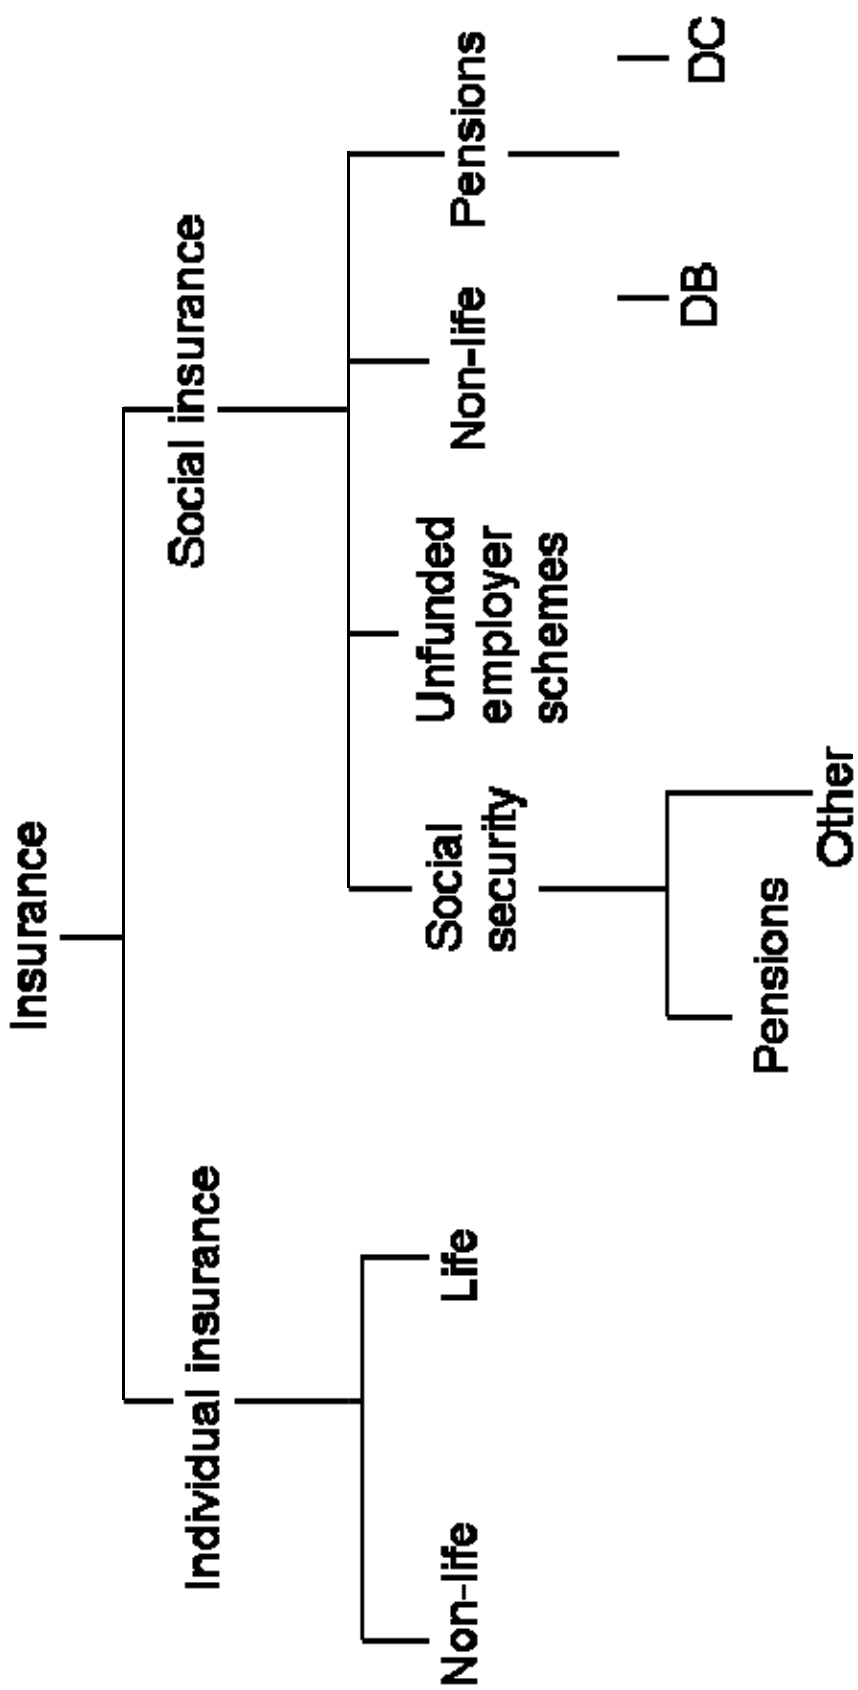 Insurance
Individual insurance
Social insurance
Non-life
Life
Social
security
Unfunded
employer
schemes
Non-life
Pensions
Pensions
Other
DB
DC